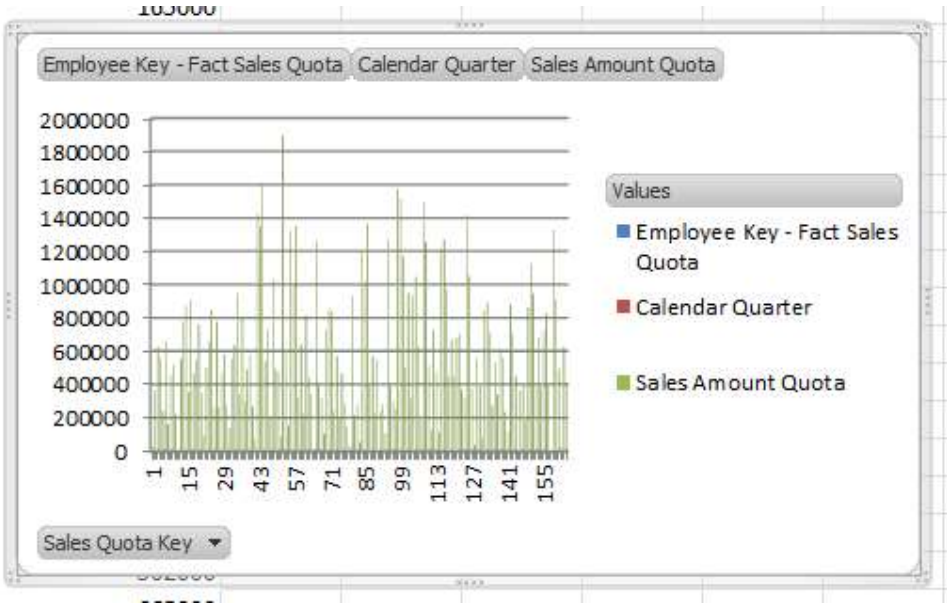 165000
Employee Key - Fact Sales Quota Calendar Quarter Sales Amount Quota
2000000
1800000
1600000
1400000
1200000
1000000
800000
600000
400000
200000
0
1 15 29 43 57 71 85 99 113 127 141 155
Values
Employee Key - Fact Sales
Quota
Calendar Quarter
Sales Amount Quota
Sales Quota Key